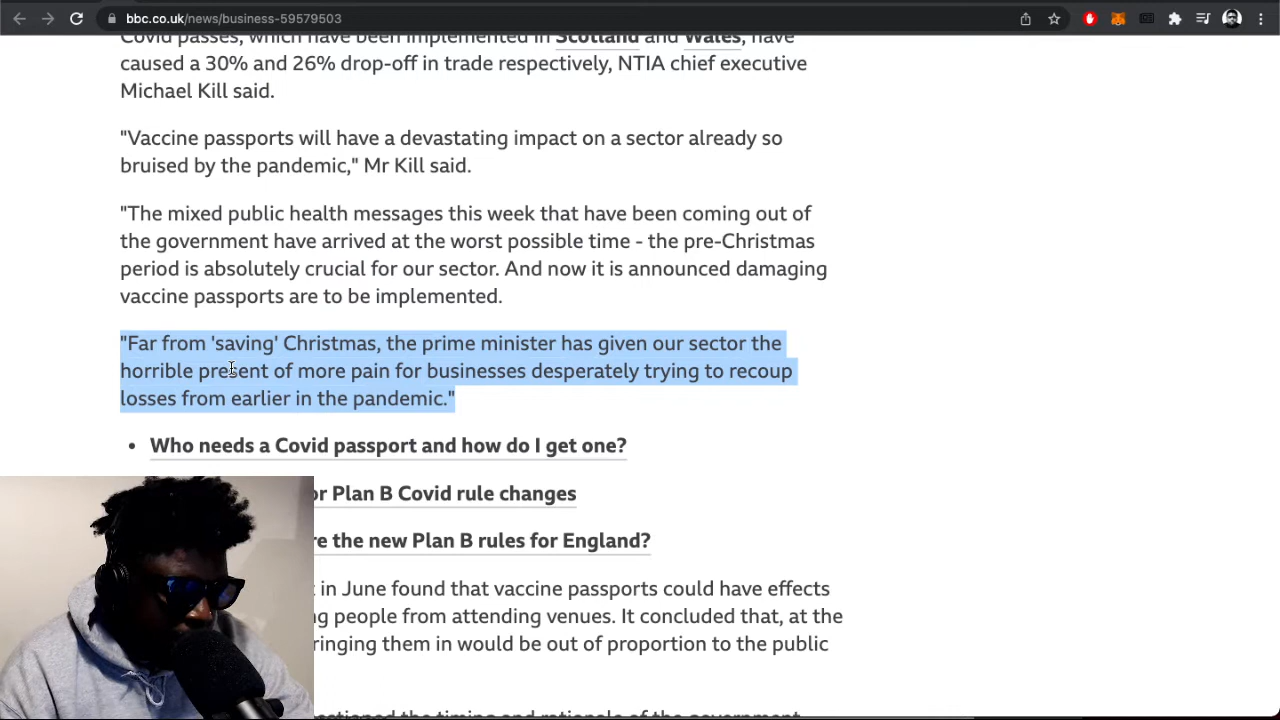 bbc.co.uk/news/business-59579503
Covid passes, which have been implemented in Scotland and Wales, have
caused a 30% and 26% drop-off in trade respectively, NTIA chief executive
Michael Kill said.
"Vaccine passports will have a devastating impact on a sector already so
bruised by the pandemic," Mr Kill said.
"The mixed public health messages this week that have been coming out of
the government have arrived at the worst possible time - the pre-Christmas
period is absolutely crucial for our sector. And now it is announced damaging
vaccine passports are to be implemented.
"Far from 'saving' Christmas, the prime minister has given our sector the
horrible present of more pain for businesses desperately trying to recoup
losses from earlier in the pandemic."
• Who needs a Covid passport and how do I get one?
or Plan B Covid rule changes
re the new Plan B rules for England?
in June found that vaccine passports could have effects
ng people from attending venues. It concluded that, at the
ringing them in would be out of proportion to the public
the timing and rationale of the government